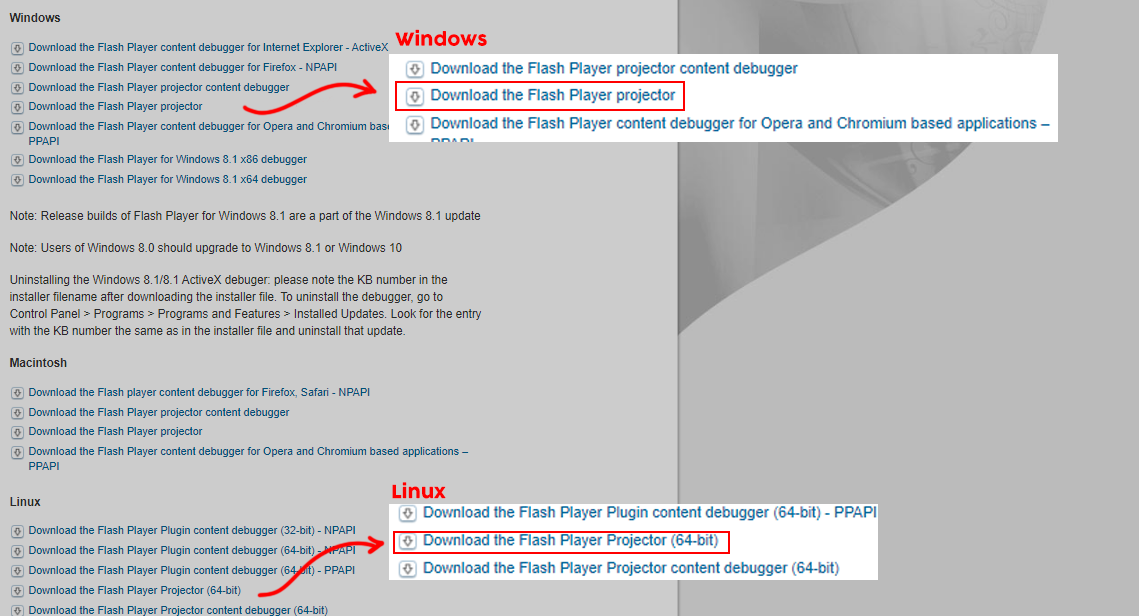 Windows
Download the Flash Player content debugger for Internet Explorer - ActiveX
Download the Flash Player content debugger for Firefox - NPAPI
Download the Flash Player projector content debugger
Download the Flash Player projector
Download the Flash Player content debugger for Opera and Chromium base
PPAPI
Download the Flash Player for Windows 8.1 x86 debugger
Download the Flash Player for Windows 8.1 x64 debugger
Windows
Download the Flash Player projector content debugger
Download the Flash Player projector
Download the Flash Player content debugger for Opera and Chromium based applications –
PPAPI
Note: Release builds of Flash Player for Windows 8.1 are a part of the Windows 8.1 update
Note: Users of Windows 8.0 should upgrade to Windows 8.1 or Windows 10
Uninstalling the Windows 8.1/8.1 ActiveX debuger: please note the KB number in the
installer filename after downloading the installer file. To uninstall the debugger, go to
Control Panel > Programs > Programs and Features > Installed Updates. Look for the entry
with the KB number the same as in the installer file and uninstall that update.
Macintosh
Download the Flash player content debugger for Firefox, Safari - NPAPI
Download the Flash Player projector content debugger
Download the Flash Player projector
Download the Flash Player content debugger for Opera and Chromium based applications –
PPAPI
Linux
Download the Flash Player Plugin content debugger (32-bit) - NPAPI
Download the Flash Player Plugin content debugger (64-bit) - NPAPI
Download the Flash Player Plugin content debugger (64-bit) - PPAPI
Download the Flash Player Projector (64-bit)
Download the Flash Player Projector content debugger (64-bit)
Linux
Download the Flash Player Plugin content debugger (64-bit) - PPAPI
Download the Flash Player Projector (64-bit)
Download the Flash Player Projector content debugger (64-bit)